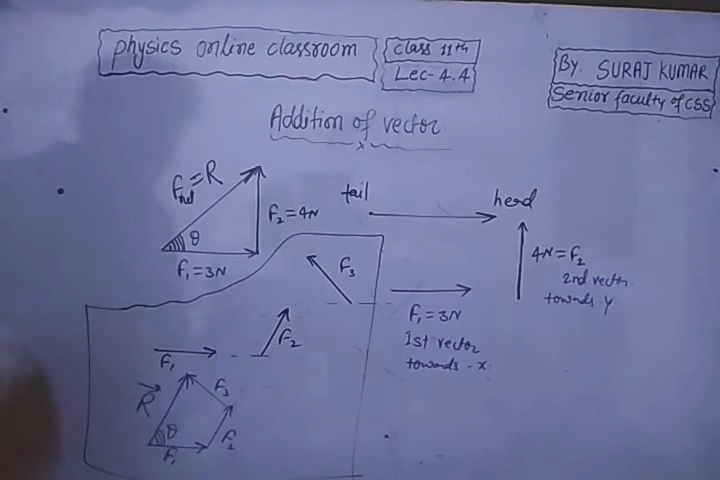 physics online classroom
Class 11th
Lec-4.4
By. SURAJ KUMAR
Senior faculty of CSS
Addition of vector
x
F = R
θ
F₂ = 4N
F₁ = 3N
tail
head
4N = F₂
2nd vector
towards y
F₁ = 3N
1st vector
towards - x.
F₃
F₂
F₁
R
θ
F₃
F₂
F₁